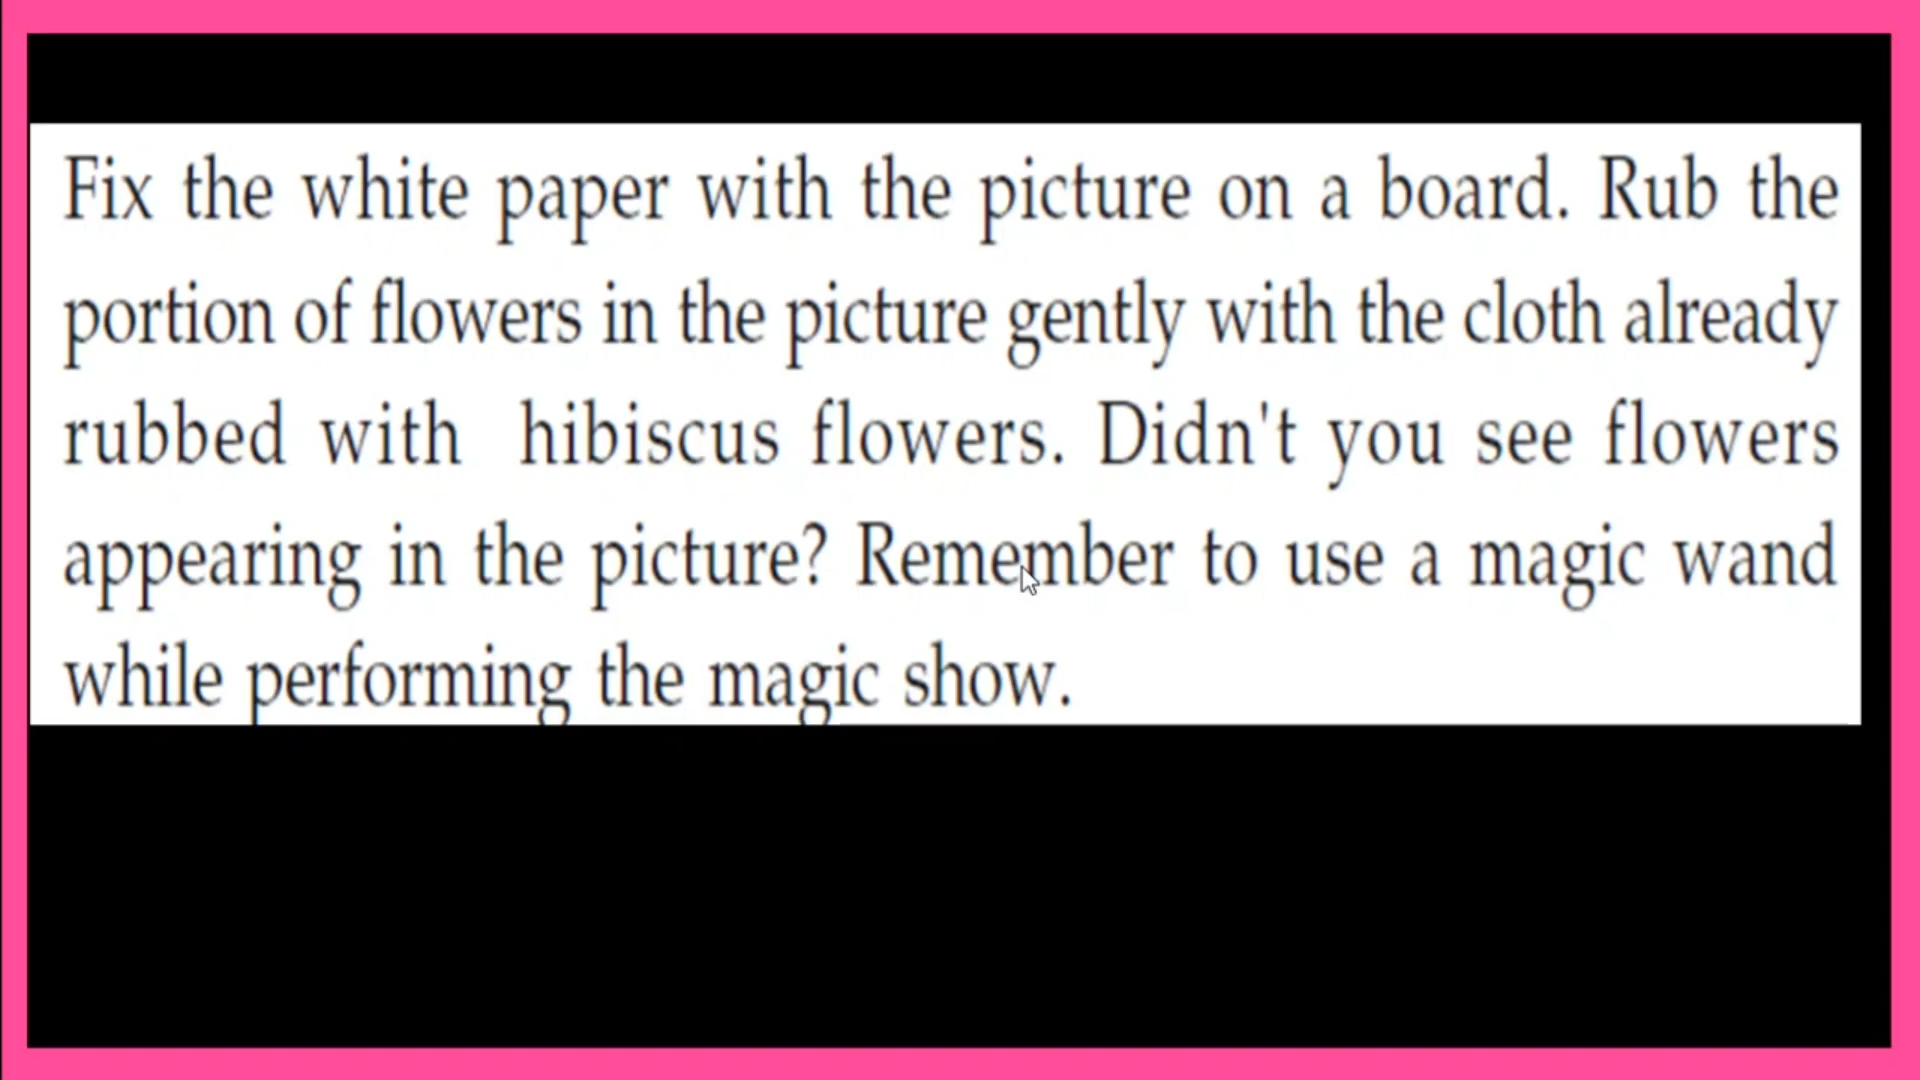 Fix the white paper with the picture on a board. Rub the
portion of flowers in the picture gently with the cloth already
rubbed with hibiscus flowers. Didn't you see flowers
appearing in the picture? Remember to use a magic wand
while performing the magic show.